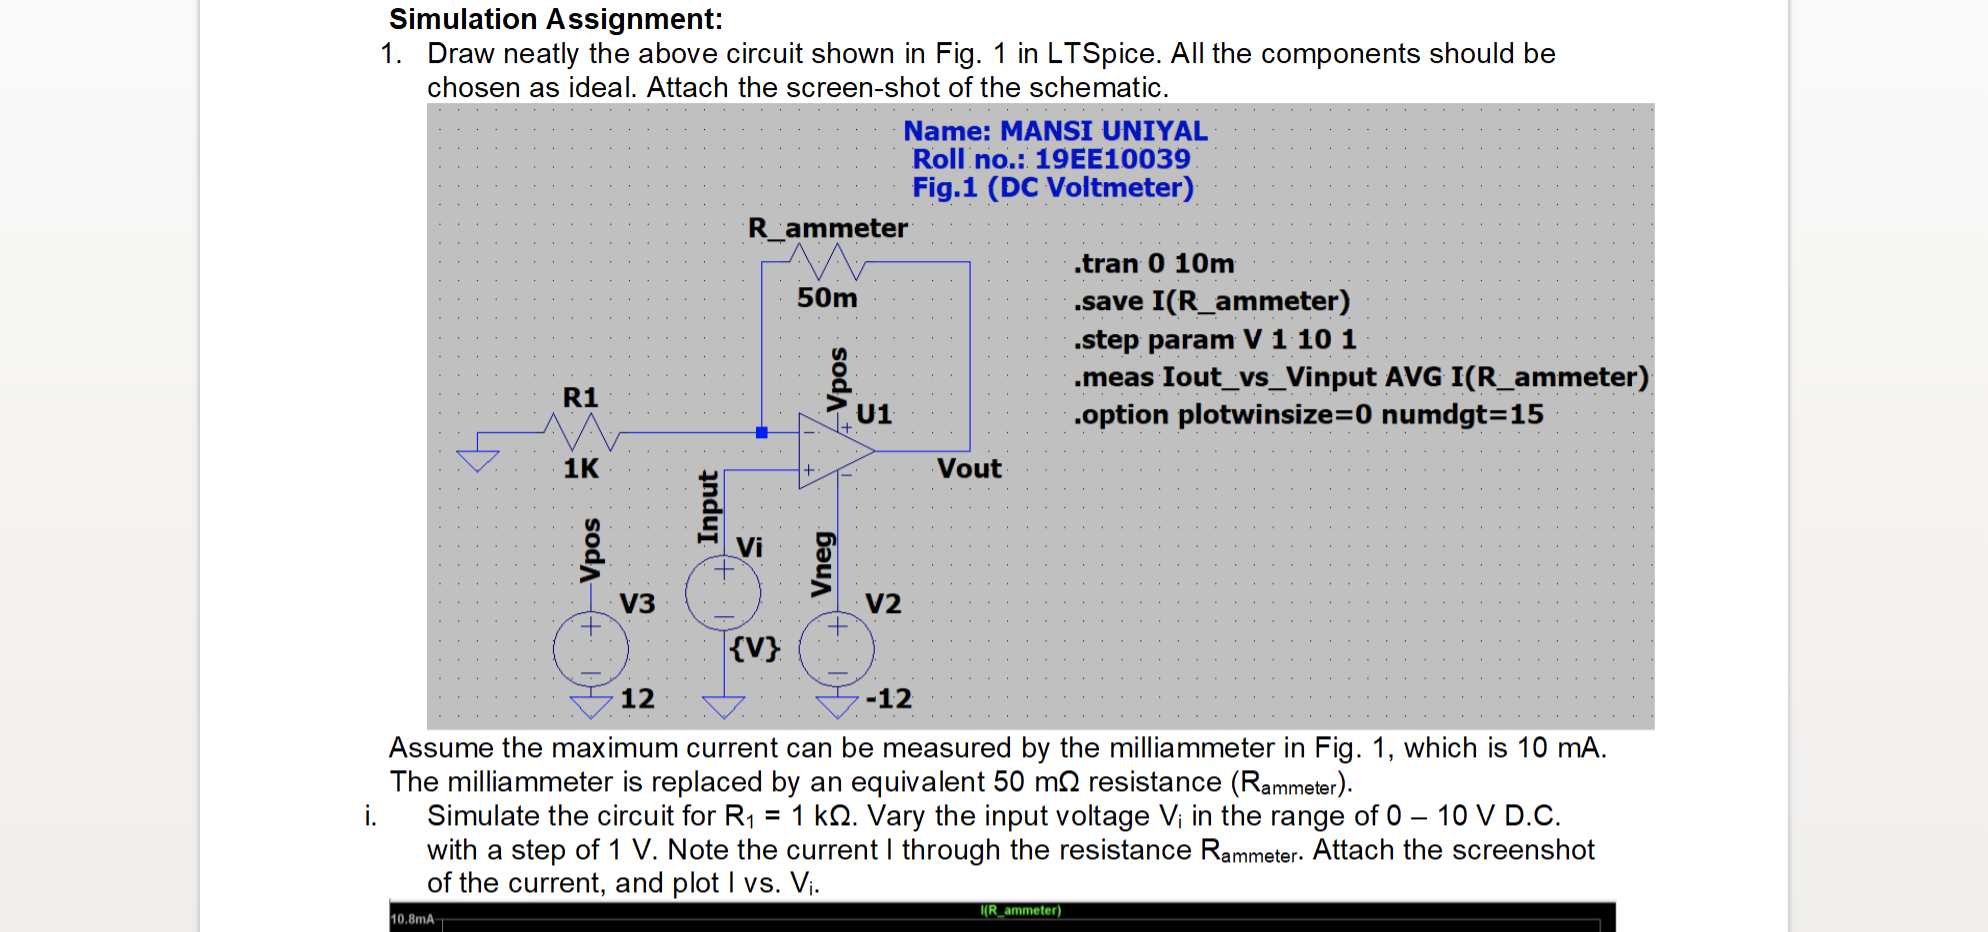 Simulation Assignment:
1. Draw neatly the above circuit shown in Fig. 1 in LTSpice. All the components should be
chosen as ideal. Attach the screen-shot of the schematic.
Name: MANSI UNIYAL
Roll no.: 19EE10039
Fig.1 (DC Voltmeter)
R_ammeter
50m
.tran 0 10m
.save I(R_ammeter)
.step param V 1 10 1
.meas Iout_vs_Vinput AVG I(R_ammeter)
.option plotwinsize=0 numdgt=15
Vpos
U1
R1
1K
Vout
Input
Vi
{V}
Vpos
V3
12
Vneg
V2
-12
Assume the maximum current can be measured by the milliammeter in Fig. 1, which is 10 mA.
The milliammeter is replaced by an equivalent 50 mΩ resistance (Rammeter).
i. Simulate the circuit for R1 = 1 kΩ. Vary the input voltage Vi in the range of 0 – 10 V D.C.
with a step of 1 V. Note the current I through the resistance Rammeter. Attach the screenshot
of the current, and plot I vs. Vi.
I(R_ammeter)
10.8mA